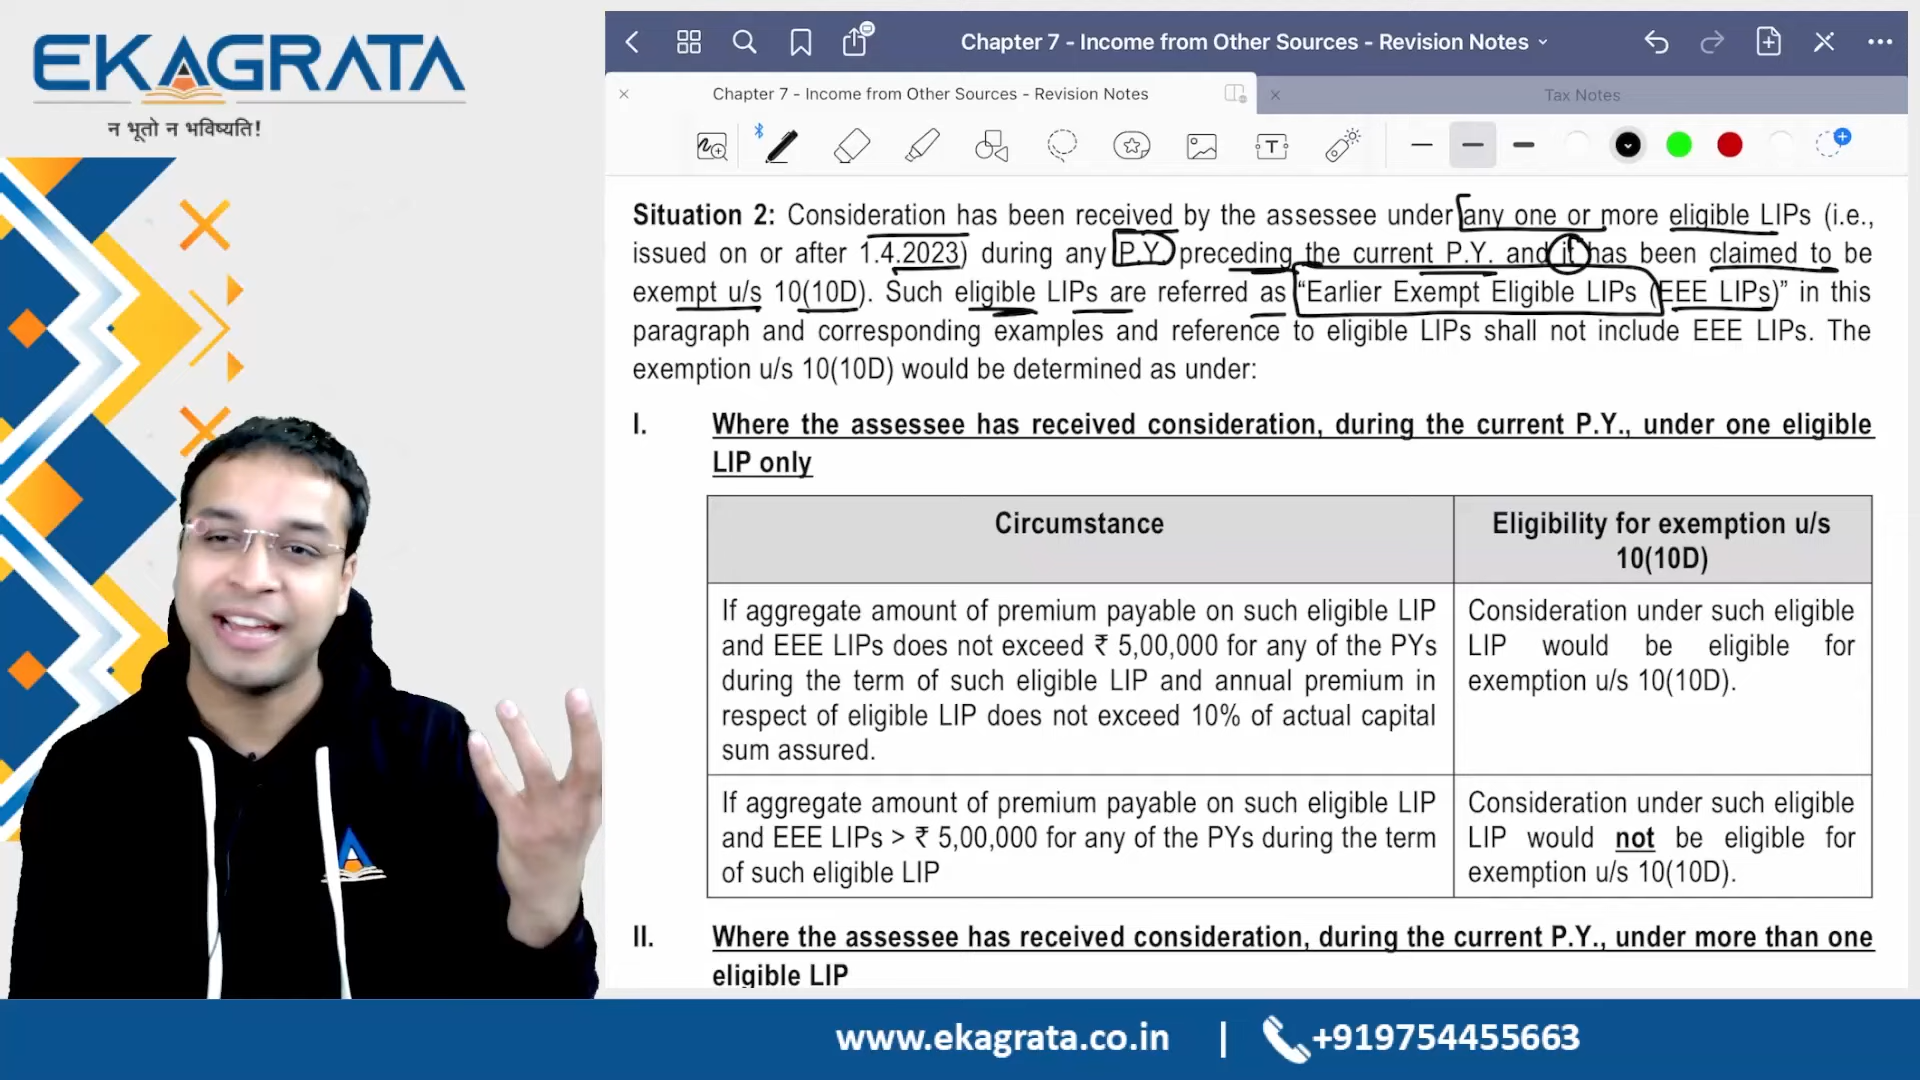 EKAGRATA
न भूतो न भविष्यति!
Chapter 7 - Income from Other Sources - Revision Notes
Chapter 7 - Income from Other Sources - Revision Notes
Tax Notes
Situation 2: Consideration has been received by the assessee under any one or more eligible LIPs (i.e.,
issued on or after 1.4.2023) during any P.Y. preceding the current P.Y. and it has been claimed to be
exempt u/s 10(10D). Such eligible LIPs are referred as “Earlier Exempt Eligible LIPs (EEE LIPs)” in this
paragraph and corresponding examples and reference to eligible LIPs shall not include EEE LIPs. The
exemption u/s 10(10D) would be determined as under:
I. Where the assessee has received consideration, during the current P.Y., under one eligible
LIP only
Circumstance
Eligibility for exemption u/s
10(10D)
If aggregate amount of premium payable on such eligible LIP
and EEE LIPs does not exceed ₹ 5,00,000 for any of the PYs
during the term of such eligible LIP and annual premium in
respect of eligible LIP does not exceed 10% of actual capital
sum assured.
Consideration under such eligible
LIP would be eligible for
exemption u/s 10(10D).
If aggregate amount of premium payable on such eligible LIP
and EEE LIPs > ₹ 5,00,000 for any of the PYs during the term
of such eligible LIP
Consideration under such eligible
LIP would not be eligible for
exemption u/s 10(10D).
II. Where the assessee has received consideration, during the current P.Y., under more than one
eligible LIP
www.ekagrata.co.in | +919754455663